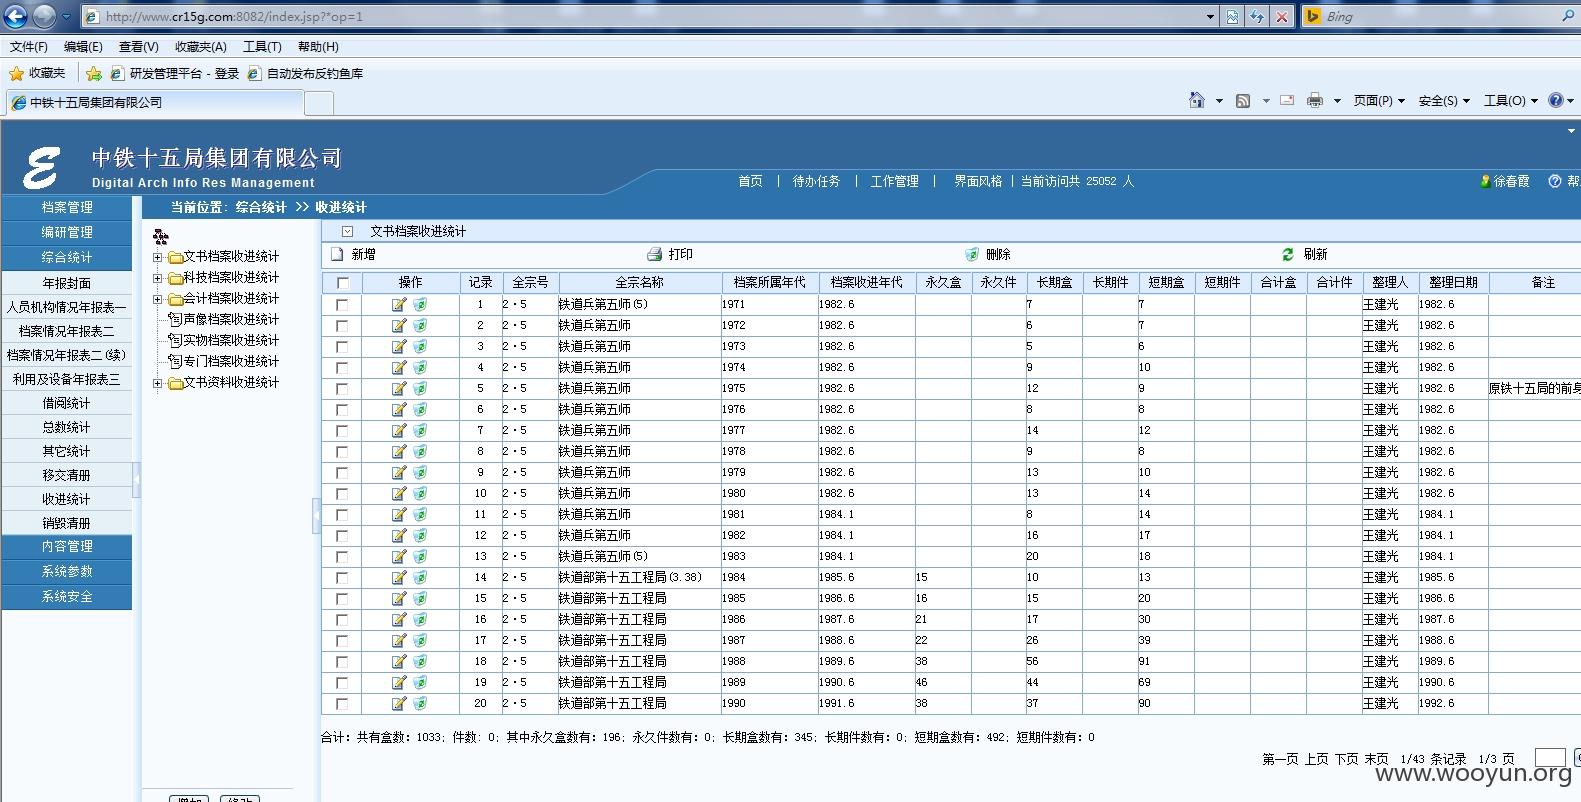 http://www.cr15g.com:8082/index.jsp?*op=1
Bing
文件(F) 编辑(E) 查看(V) 收藏夹(A) 工具(T) 帮助(H)
收藏夹 研发管理平台 - 登录 自动发布反钓鱼库
中铁十五局集团有限公司
页面(P) 安全(S) 工具(O)
中铁十五局集团有限公司
Digital Arch Info Res Management
首页 | 待办任务 | 工作管理 | 界面风格 | 当前访问共 25052 人
徐春霞 帮
当前位置: 综合统计 >> 收进统计
档案管理
编研管理
综合统计
年报封面
人员机构情况年报表一
档案情况年报表二
档案情况年报表二(续)
利用及设备年报表三
借阅统计
总数统计
其它统计
移交清册
收进统计
销毁清册
内容管理
系统参数
系统安全
文书档案收进统计
科技档案收进统计
会计档案收进统计
声像档案收进统计
实物档案收进统计
专门档案收进统计
文书资料收进统计
增加 修改
文书档案收进统计
新增 打印 删除 刷新
操作 记录 全宗号 全宗名称 档案所属年代 档案收进年代 永久盒 永久件 长期盒 长期件 短期盒 短期件 合计盒 合计件 整理人 整理日期 备注
1 2·5 铁道兵第五师(5) 1971 1982.6 7 7 王建光 1982.6
2 2·5 铁道兵第五师 1972 1982.6 6 7 王建光 1982.6
3 2·5 铁道兵第五师 1973 1982.6 5 6 王建光 1982.6
4 2·5 铁道兵第五师 1974 1982.6 9 10 王建光 1982.6
5 2·5 铁道兵第五师 1975 1982.6 12 9 王建光 1982.6 原铁十五局的前身
6 2·5 铁道兵第五师 1976 1982.6 8 8 王建光 1982.6
7 2·5 铁道兵第五师 1977 1982.6 14 12 王建光 1982.6
8 2·5 铁道兵第五师 1978 1982.6 9 8 王建光 1982.6
9 2·5 铁道兵第五师 1979 1982.6 13 10 王建光 1982.6
10 2·5 铁道兵第五师 1980 1982.6 13 14 王建光 1982.6
11 2·5 铁道兵第五师 1981 1984.1 8 14 王建光 1984.1
12 2·5 铁道兵第五师 1982 1984.1 16 17 王建光 1984.1
13 2·5 铁道兵第五师(5) 1983 1984.1 20 18 王建光 1984.1
14 2·5 铁道部第十五工程局(3.38) 1984 1985.6 15 10 13 王建光 1985.6
15 2·5 铁道部第十五工程局 1985 1986.6 16 15 20 王建光 1986.6
16 2·5 铁道部第十五工程局 1986 1987.6 21 17 30 王建光 1987.6
17 2·5 铁道部第十五工程局 1987 1988.6 22 26 39 王建光 1988.6
18 2·5 铁道部第十五工程局 1988 1989.6 38 56 91 王建光 1989.6
19 2·5 铁道部第十五工程局 1989 1990.6 46 44 69 王建光 1990.6
20 2·5 铁道部第十五工程局 1990 1991.6 38 37 90 王建光 1992.6
合计: 共有盒数: 1033; 件数: 0; 其中永久盒数有: 196; 永久件数有: 0; 长期盒数有: 345; 长期件数有: 0; 短期盒数有: 492; 短期件数有: 0
第一页 上页 下页 末页 1/43 条记录 1/3 页
www.wooyun.org